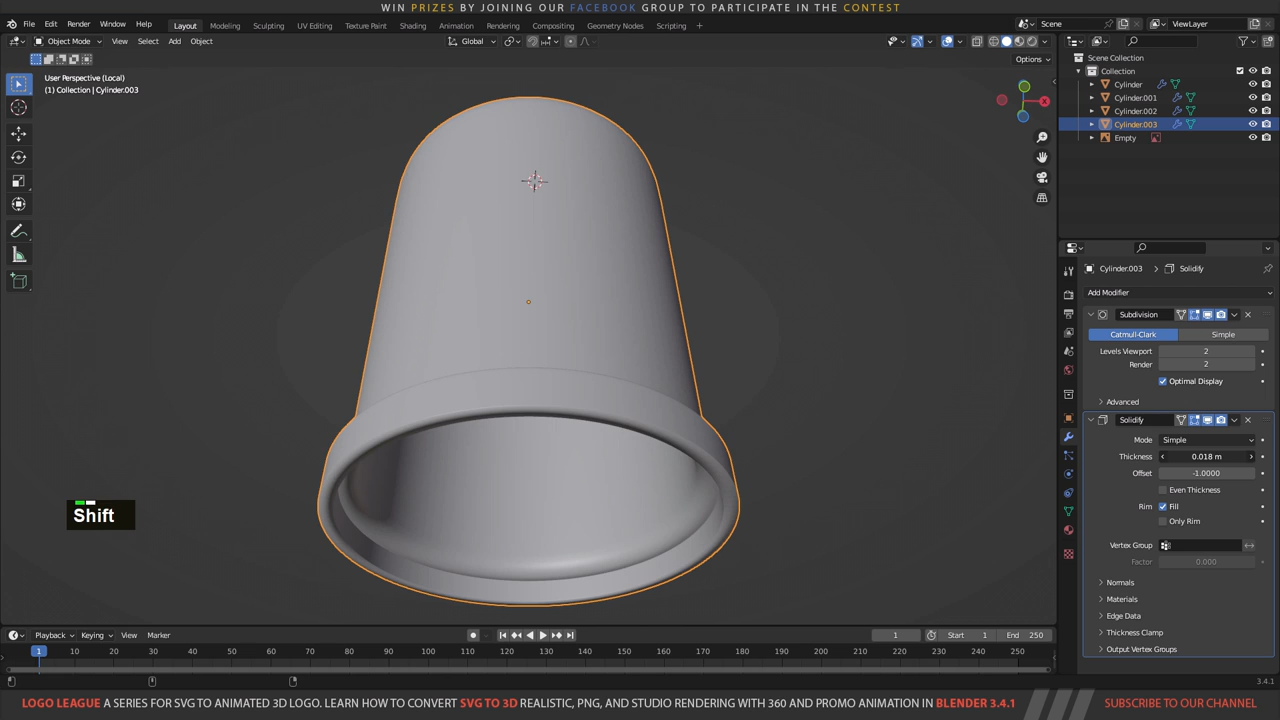 WIN PRIZES BY JOINING OUR FACEBOOK GROUP TO PARTICIPATE IN THE CONTEST
File Edit Render Window Help Layout Modeling Sculpting UV Editing Texture Paint Shading Animation Rendering Compositing Geometry Nodes Scripting + Scene ViewLayer
Object Mode View Select Add Object Global
Options
User Perspective (Local)
(1) Collection | Cylinder.003
Scene Collection
Collection
Cylinder
Cylinder.001
Cylinder.002
Cylinder.003
Empty
X
Cylinder.003 > Solidify
Add Modifier
Subdivision
Catmull-Clark Simple
Levels Viewport 2
Render 2
Optimal Display
Advanced
Solidify
Mode Simple
Thickness 0.018 m
Offset -1.0000
Even Thickness
Rim Fill
Only Rim
Vertex Group
Factor 0.000
Normals
Materials
Edge Data
Thickness Clamp
Output Vertex Groups
Shift
Playback Keying View Marker 1 Start 1 End 250
1 10 20 30 40 50 60 70 80 90 100 110 120 130 140 150 160 170 180 190 200 210 220 230 240 250
3.4.1
LOGO LEAGUE A SERIES FOR SVG TO ANIMATED 3D LOGO. LEARN HOW TO CONVERT SVG TO 3D REALISTIC, PNG, AND STUDIO RENDERING WITH 360 AND PROMO ANIMATION IN BLENDER 3.4.1 SUBSCRIBE TO OUR CHANNEL